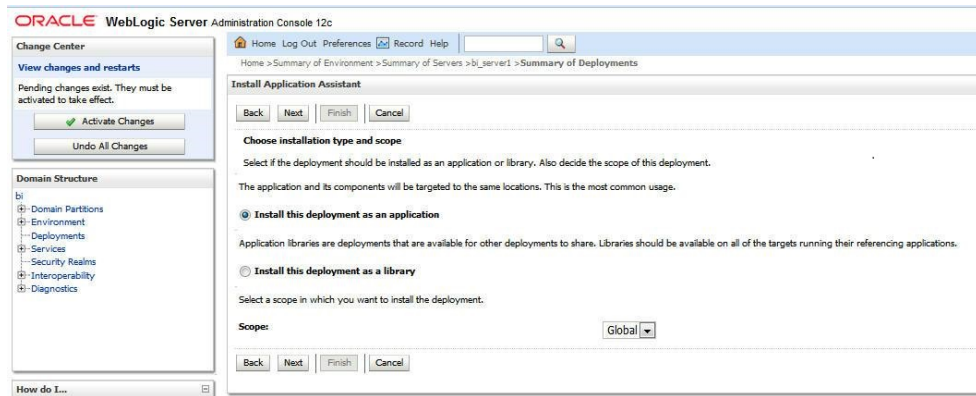 ORACLE WebLogic Server Administration Console 12c
Change Center
View changes and restarts
Pending changes exist. They must be
activated to take effect.
Activate Changes
Undo All Changes
Domain Structure
bi
Domain Partitions
Environment
Deployments
Services
Security Realms
Interoperability
Diagnostics
How do I...
Home Log Out Preferences Record Help
Home >Summary of Environment >Summary of Servers >bi_server1 >Summary of Deployments
Install Application Assistant
Back Next Finish Cancel
Choose installation type and scope
Select if the deployment should be installed as an application or library. Also decide the scope of this deployment.
The application and its components will be targeted to the same locations. This is the most common usage.
Install this deployment as an application
Application libraries are deployments that are available for other deployments to share. Libraries should be available on all of the targets running their referencing applications.
Install this deployment as a library
Select a scope in which you want to install the deployment.
Scope: Global
Back Next Finish Cancel